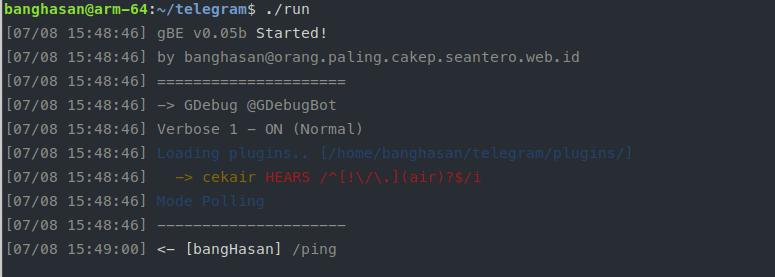 banghasan@arm-64:~/telegram$ ./run
[07/08 15:48:46] gBE v0.05b Started!
[07/08 15:48:46] by banghasan@orang.paling.cakep.seantero.web.id
[07/08 15:48:46] =====================
[07/08 15:48:46] -> GDebug @GDebugBot
[07/08 15:48:46] Verbose 1 - ON (Normal)
[07/08 15:48:46] Loading plugins.. [/home/banghasan/telegram/plugins/]
[07/08 15:48:46]   -> cekair HEARS /^[!\/\.](air)?$/i
[07/08 15:48:46] Mode Polling
[07/08 15:48:46] ---------------------
[07/08 15:49:00] <- [bangHasan] /ping